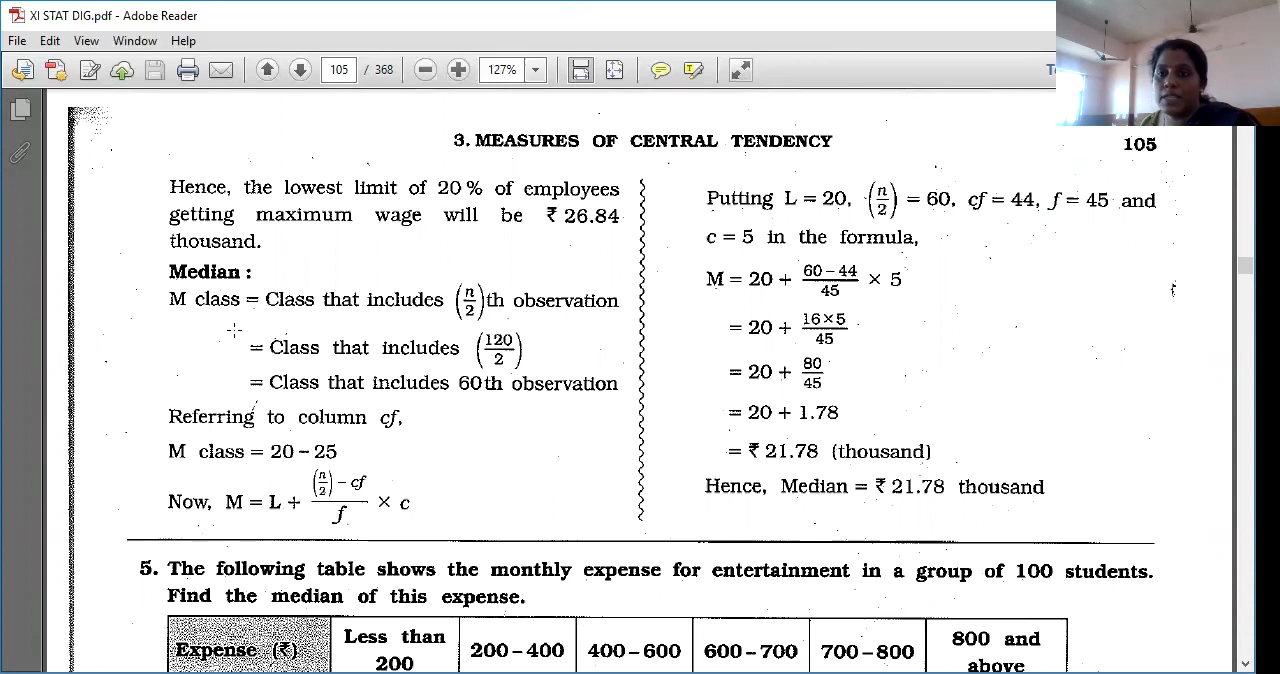 XI STAT DIG.pdf - Adobe Reader
File Edit View Window Help
105 / 368 127%
3. MEASURES OF CENTRAL TENDENCY 105
Hence, the lowest limit of 20 % of employees
getting maximum wage will be ₹ 26.84
thousand.
Median :
M class = Class that includes (n/2)th observation
= Class that includes (120/2)
= Class that includes 60th observation
Referring to column cf,
M class = 20 – 25
Now, M = L + ((n/2) – cf)/f × c
Putting L = 20, (n/2) = 60, cf = 44, f = 45 and
c = 5 in the formula,
M = 20 + (60 – 44)/45 × 5
= 20 + (16×5)/45
= 20 + 80/45
= 20 + 1.78
= ₹ 21.78 (thousand)
Hence, Median = ₹ 21.78 thousand
5. The following table shows the monthly expense for entertainment in a group of 100 students.
Find the median of this expense.
Expense (₹) Less than 200 200 – 400 400 – 600 600 – 700 700 – 800 800 and above